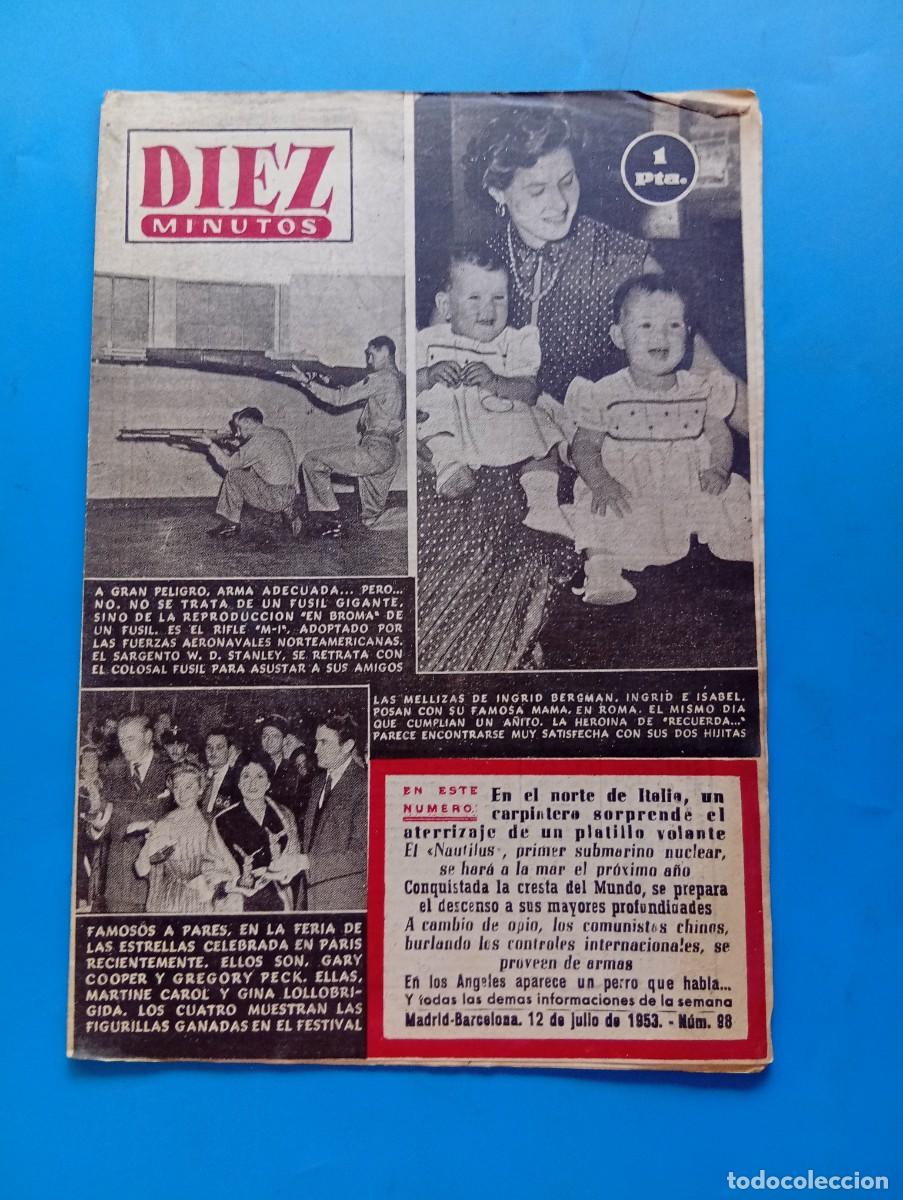 DIEZ
MINUTOS
1
Pta.
A GRAN PELIGRO, ARMA ADECUADA... PERO...
NO. NO SE TRATA DE UN FUSIL GIGANTE,
SINO DE LA REPRODUCCION "EN BROMA" DE
UN FUSIL. ES EL RIFLE "M-1", ADOPTADO POR
LAS FUERZAS AERONAVALES NORTEAMERICANAS.
EL SARGENTO W. D. STANLEY, SE RETRATA CON
EL COLOSAL FUSIL PARA ASUSTAR A SUS AMIGOS
LAS MELLIZAS DE INGRID BERGMAN, INGRID E ISABEL,
POSAN CON SU FAMOSA MAMA, EN ROMA. EL MISMO DIA
QUE CUMPLIAN UN AÑITO. LA HEROINA DE "RECUERDA..."
PARECE ENCONTRARSE MUY SATISFECHA CON SUS DOS HIJITAS
FAMOSOS A PARES, EN LA FERIA DE
LAS ESTRELLAS CELEBRADA EN PARIS
RECIENTEMENTE. ELLOS SON, GARY
COOPER Y GREGORY PECK. ELLAS,
MARTINE CAROL Y GINA LOLLOBRI-
GIDA. LOS CUATRO MUESTRAN LAS
FIGURILLAS GANADAS EN EL FESTIVAL
EN ESTE
NUMERO:
En el norte de Italia, un
carpintero sorprende el
aterrizaje de un platillo volante
El «Nautilus», primer submarino nuclear,
se hará a la mar el próximo año
Conquistada la cresta del Mundo, se prepara
el descenso a sus mayores profundidades
A cambio de opio, los comunistas chinos,
burlando los controles internacionales, se
proveen de armas
En los Angeles aparece un perro que habla...
Y todas las demas informaciones de la semana
Madrid-Barcelona. 12 de julio de 1953. - Núm. 98
todocoleccion